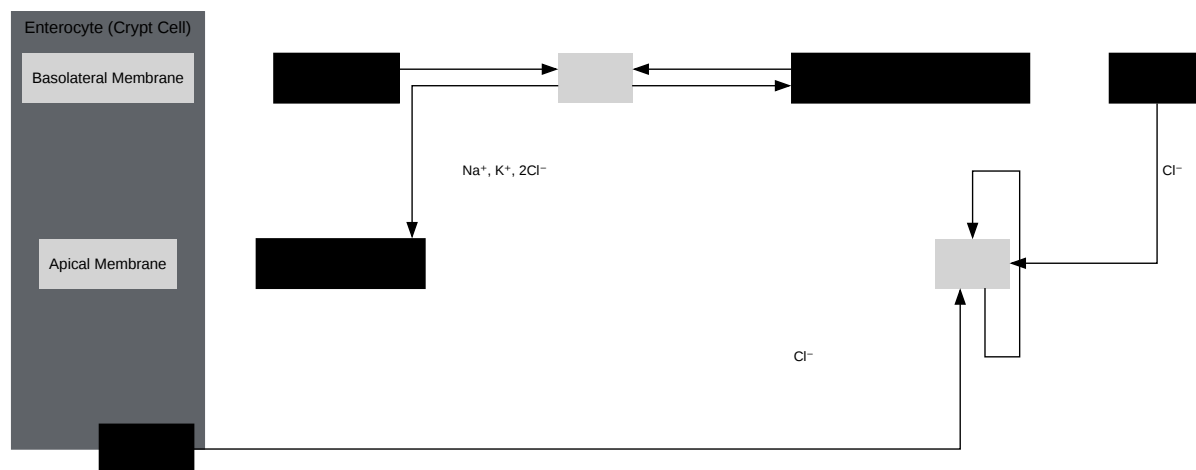 Enterocyte (Crypt Cell)
Basolateral Membrane
Na⁺, K⁺, 2Cl⁻
Cl⁻
Apical Membrane
Cl⁻